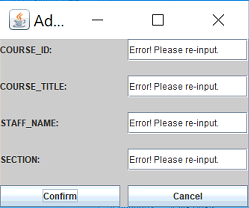 Ad...
COURSE_ID: Error! Please re-input.
COURSE_TITLE: Error! Please re-input.
STAFF_NAME: Error! Please re-input.
SECTION: Error! Please re-input.
Confirm Cancel